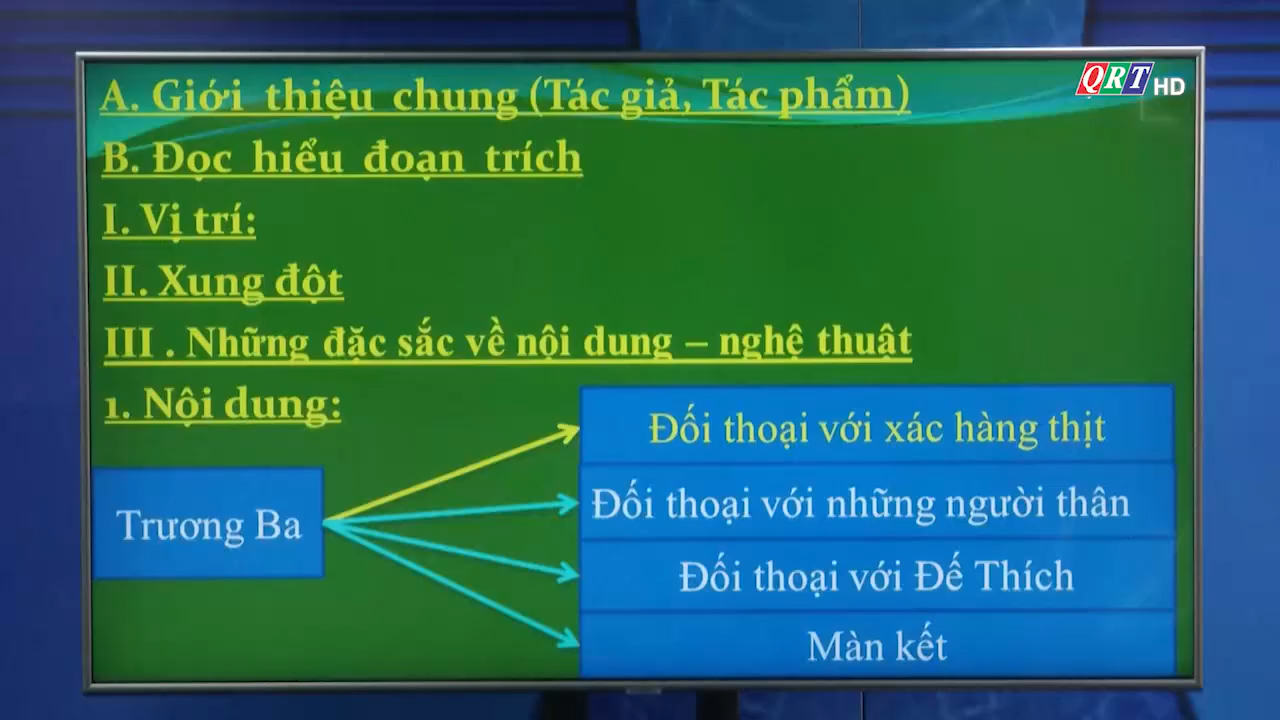 A. Giới thiệu chung (Tác giả, Tác phẩm)
QRT HD
B. Đọc hiểu đoạn trích
I. Vị trí:
II. Xung đột
III . Những đặc sắc về nội dung – nghệ thuật
1. Nội dung:
Trương Ba
Đối thoại với xác hàng thịt
Đối thoại với những người thân
Đối thoại với Đế Thích
Màn kết